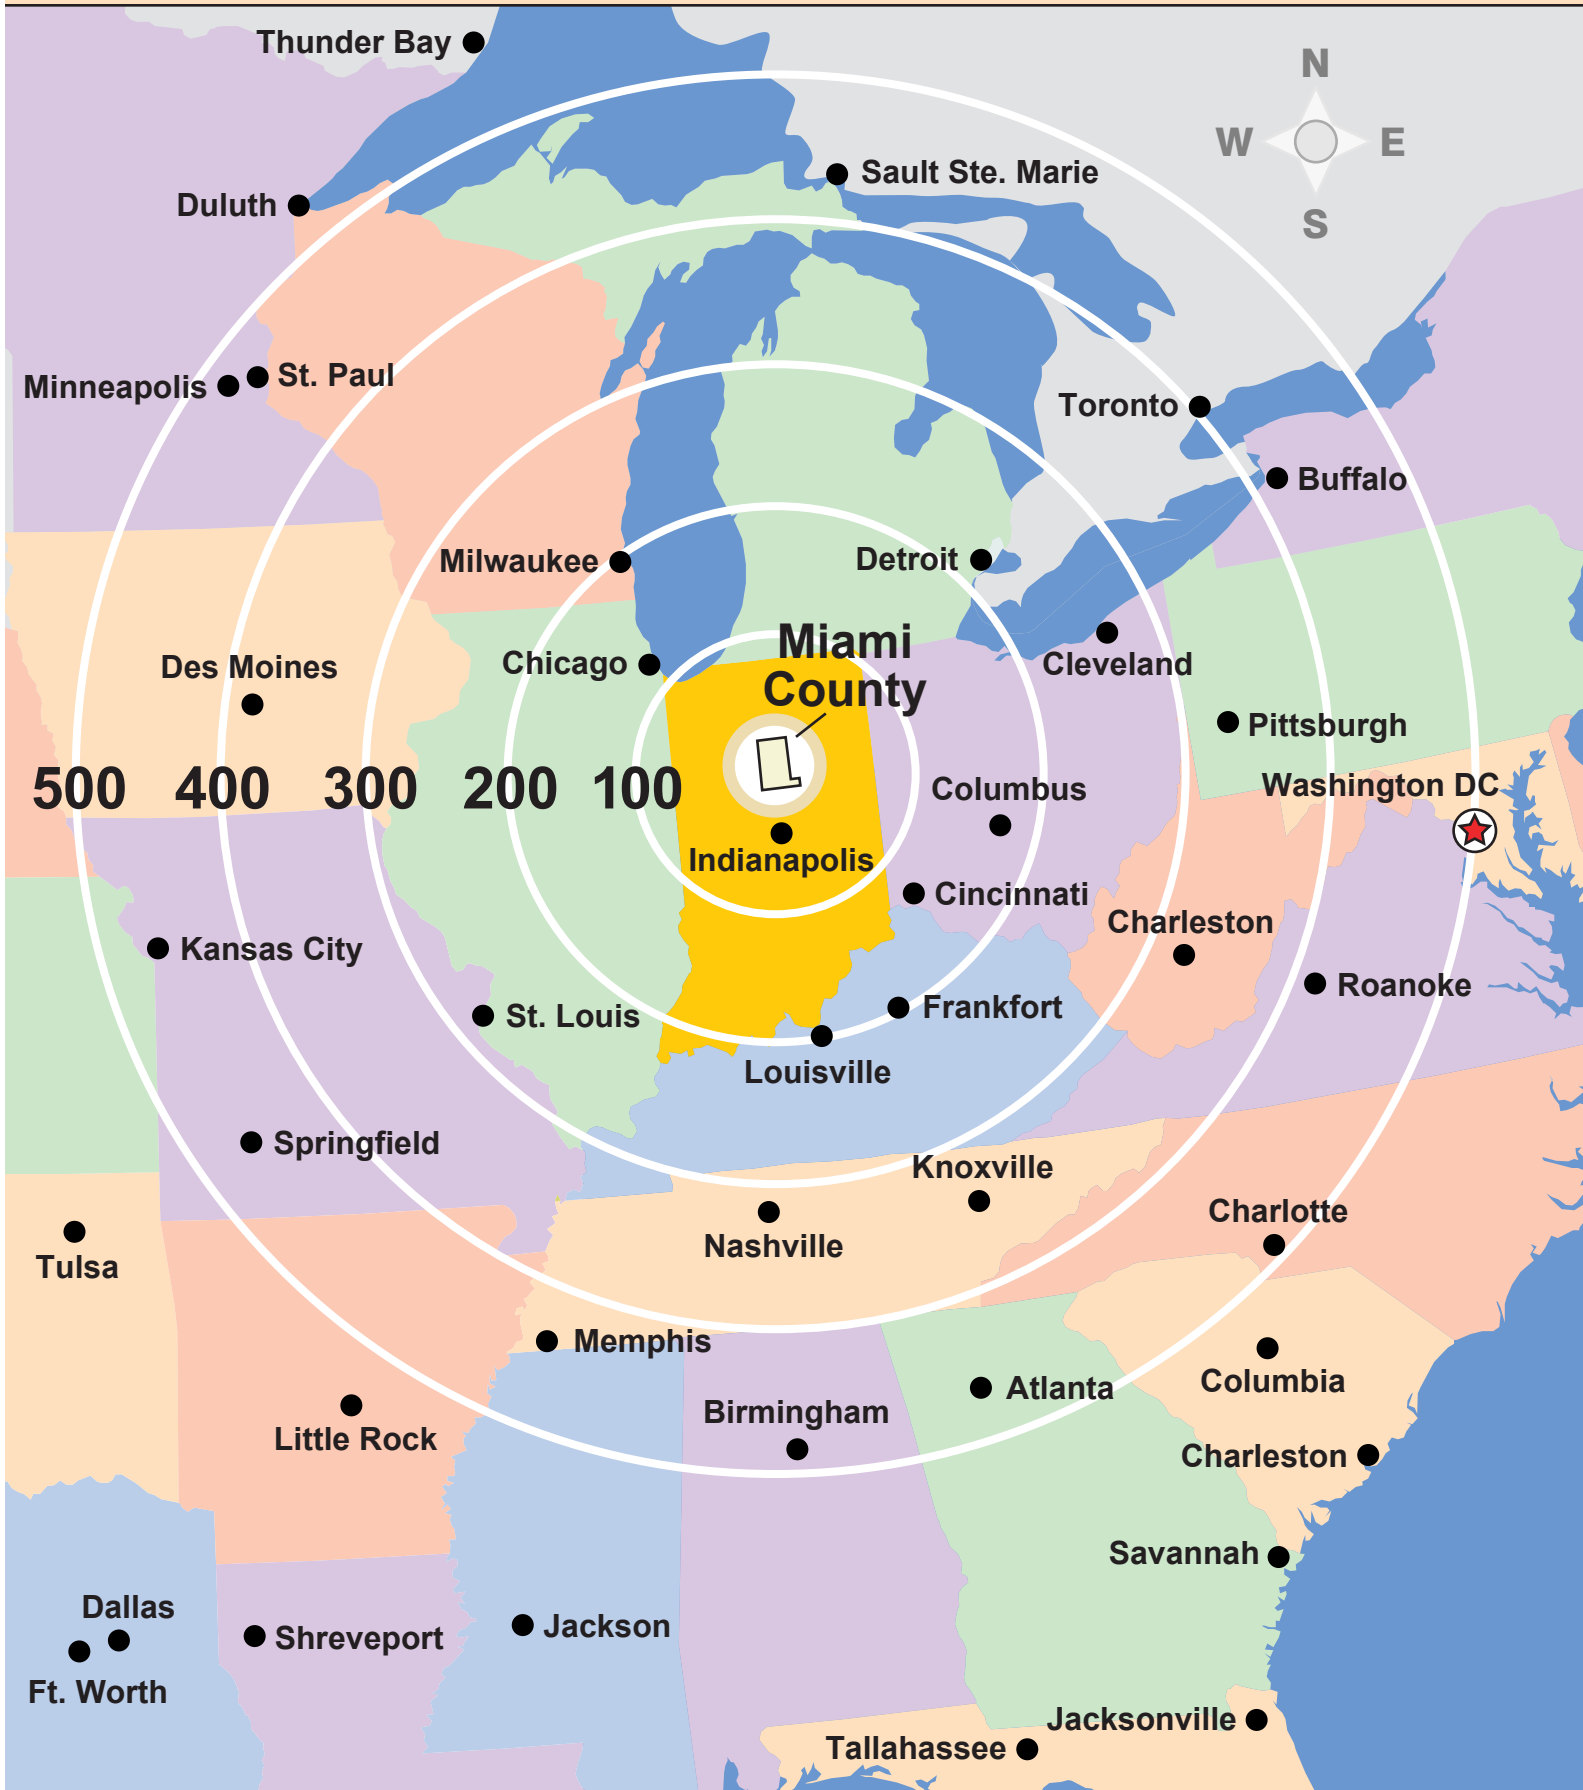 Thunder Bay
N
W E
Sault Ste. Marie
Duluth
S
St. Paul
Minneapolis
Toronto
Buffalo
Milwaukee
Detroit
Miami
County
Chicago
Cleveland
Des Moines
Pittsburgh
500 400 300 200 100
Columbus
Washington DC
Indianapolis
Cincinnati
Charleston
Kansas City
Roanoke
St. Louis
Frankfort
Louisville
Springfield
Knoxville
Charlotte
Nashville
Tulsa
Memphis
Columbia
Atlanta
Birmingham
Little Rock
Charleston
Savannah
Dallas
Jackson
Shreveport
Ft. Worth
Jacksonville
Tallahassee